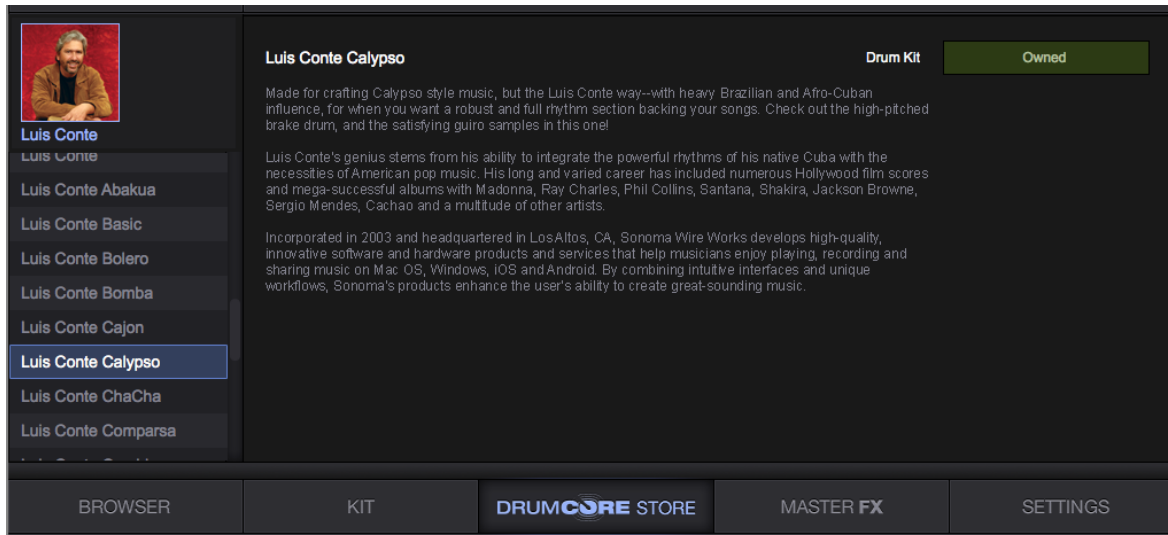 Luis Conte
Luis Conte
Luis Conte Abakua
Luis Conte Basic
Luis Conte Bolero
Luis Conte Bomba
Luis Conte Cajon
Luis Conte Calypso
Luis Conte ChaCha
Luis Conte Comparsa
Luis Conte Calypso
Drum Kit
Owned
Made for crafting Calypso style music, but the Luis Conte way--with heavy Brazilian and Afro-Cuban
influence, for when you want a robust and full rhythm section backing your songs. Check out the high-pitched
brake drum, and the satisfying guiro samples in this one!
Luis Conte's genius stems from his ability to integrate the powerful rhythms of his native Cuba with the
necessities of American pop music. His long and varied career has included numerous Hollywood film scores
and mega-successful albums with Madonna, Ray Charles, Phil Collins, Santana, Shakira, Jackson Browne,
Sergio Mendes, Cachao and a multitude of other artists.
Incorporated in 2003 and headquartered in Los Altos, CA, Sonoma Wire Works develops high-quality,
innovative software and hardware products and services that help musicians enjoy playing, recording and
sharing music on Mac OS, Windows, iOS and Android. By combining intuitive interfaces and unique
workflows, Sonoma's products enhance the user's ability to create great-sounding music.
BROWSER
KIT
DRUMCORE STORE
MASTER FX
SETTINGS